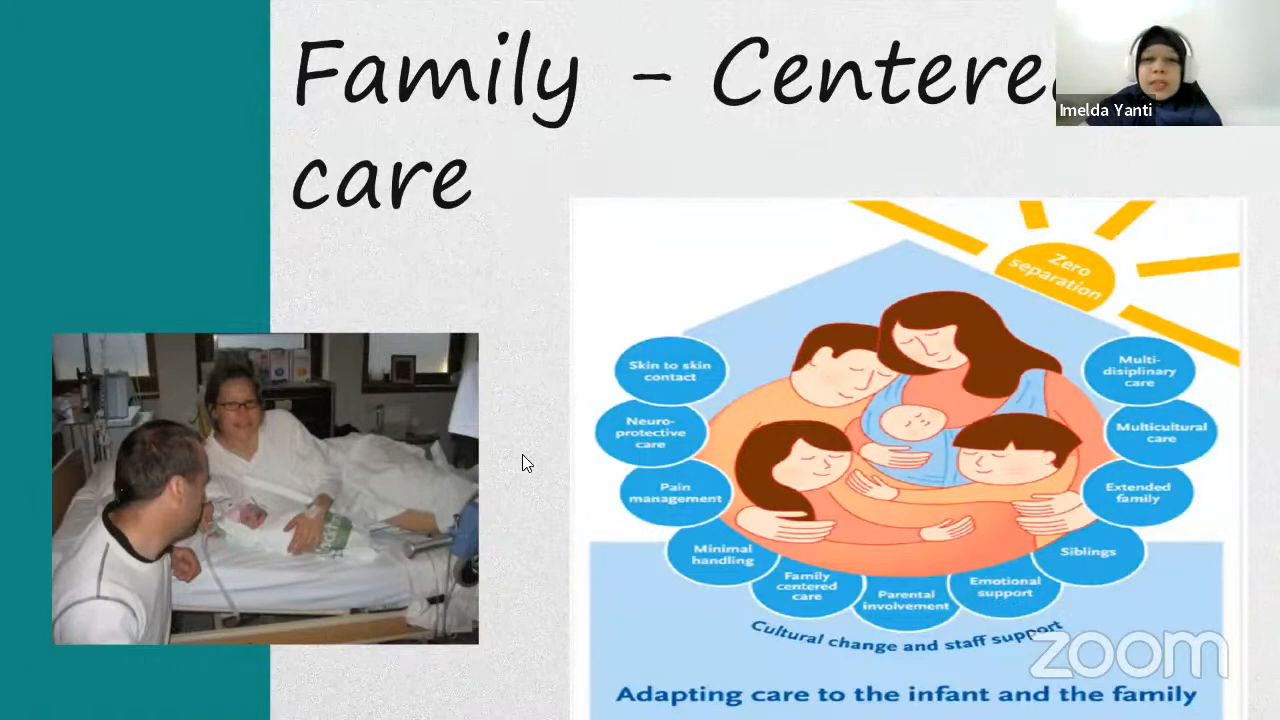 Family - Centere
care
Imelda Yanti
Zero
separation
Skin to skin
contact
Neuro-
protective
care
Pain
management
Minimal
handling
Family
centered
care
Parental
involvement
Emotional
support
Siblings
Extended
family
Multicultural
care
Multi-
disiplinary
care
Cultural change and staff support
zoom
Adapting care to the infant and the family